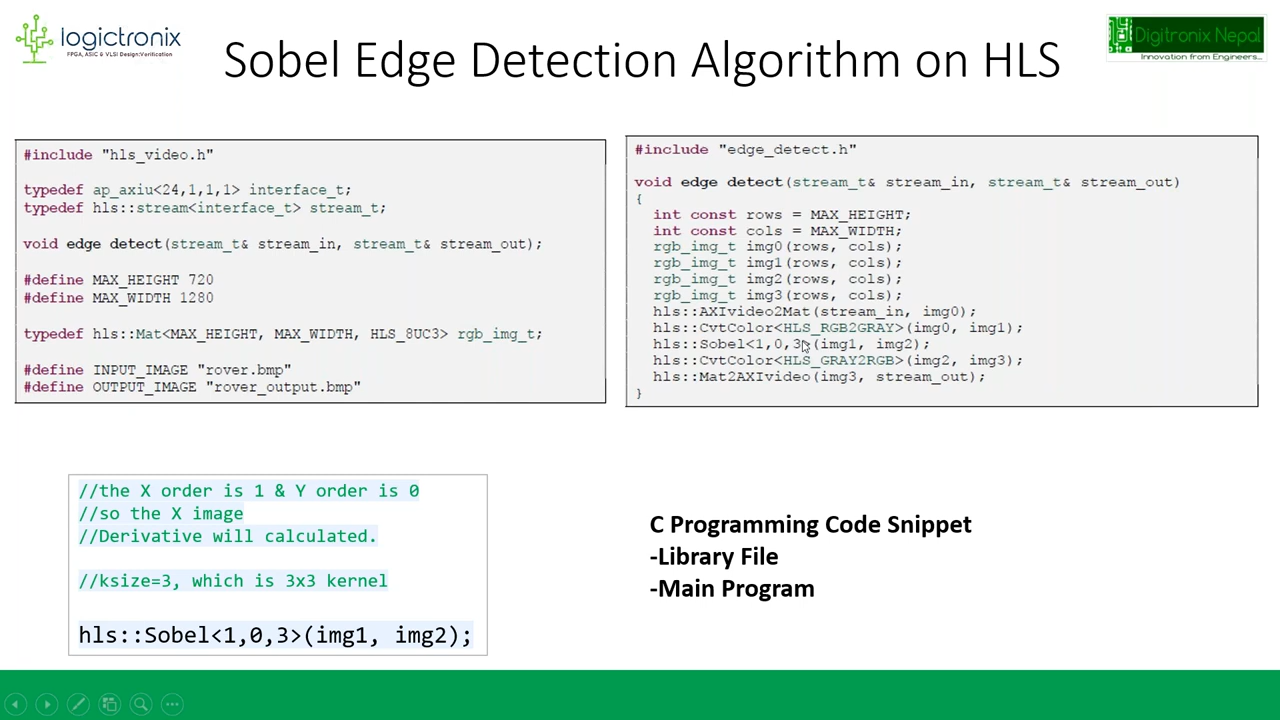 logictronix
FPGA, ASIC & VLSI Design:Verification
Sobel Edge Detection Algorithm on HLS
Digitronix Nepal
Innovation from Engineers...
#include "hls_video.h"
typedef ap_axiu<24,1,1,1> interface_t;
typedef hls::stream<interface_t> stream_t;
void edge detect(stream_t& stream_in, stream_t& stream_out);
#define MAX_HEIGHT 720
#define MAX_WIDTH 1280
typedef hls::Mat<MAX_HEIGHT, MAX_WIDTH, HLS_8UC3> rgb_img_t;
#define INPUT_IMAGE "rover.bmp"
#define OUTPUT_IMAGE "rover_output.bmp"
#include "edge_detect.h"
void edge detect(stream_t& stream_in, stream_t& stream_out)
{
int const rows = MAX_HEIGHT;
int const cols = MAX_WIDTH;
rgb_img_t img0(rows, cols);
rgb_img_t img1(rows, cols);
rgb_img_t img2(rows, cols);
rgb_img_t img3(rows, cols);
hls::AXIvideo2Mat(stream_in, img0);
hls::CvtColor<HLS_RGB2GRAY>(img0, img1);
hls::Sobel<1,0,3>(img1, img2);
hls::CvtColor<HLS_GRAY2RGB>(img2, img3);
hls::Mat2AXIvideo(img3, stream_out);
}
//the X order is 1 & Y order is 0
//so the X image
//Derivative will calculated.
//ksize=3, which is 3x3 kernel
hls::Sobel<1,0,3>(img1, img2);
C Programming Code Snippet
-Library File
-Main Program